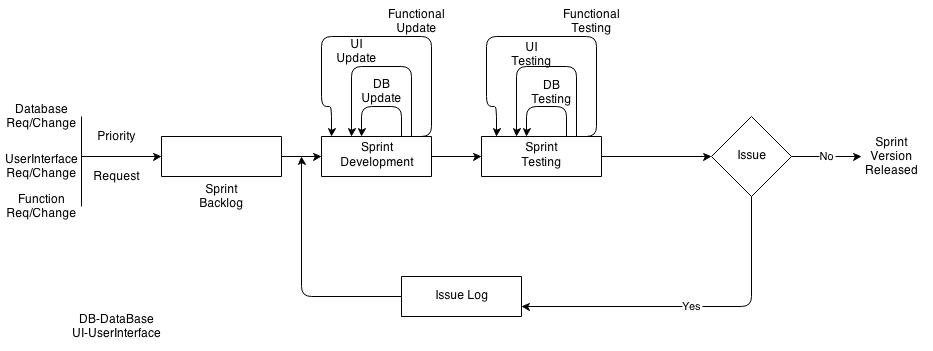 Functional
Update
Functional
Testing
UI
Update
UI
Testing
DB
Update
DB
Testing
Database
Req/Change
Priority
UserInterface
Req/Change
Request
Function
Req/Change
Sprint
Backlog
Sprint
Development
Sprint
Testing
Issue
No
Sprint
Version
Released
Issue Log
Yes
DB-DataBase
UI-UserInterface